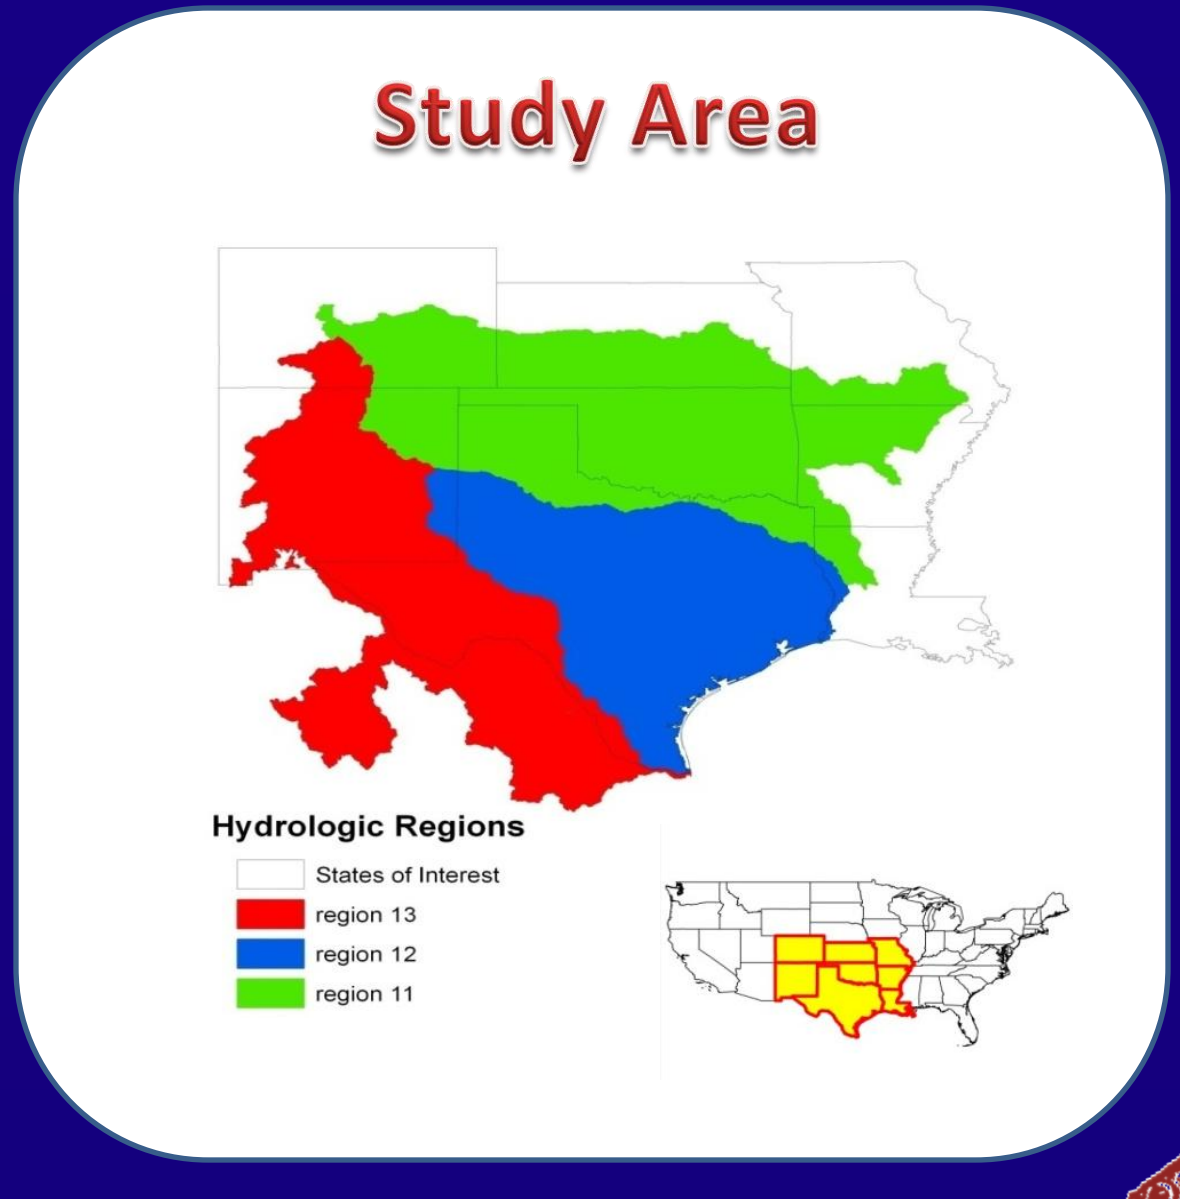 Study Area
Hydrologic Regions
States of Interest
region 13
region 12
region 11